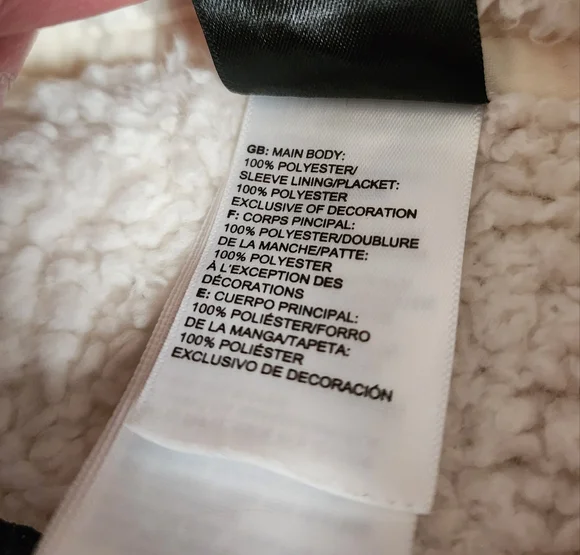 GB: MAIN BODY:
100% POLYESTER/
SLEEVE LINING/PLACKET:
100% POLYESTER
EXCLUSIVE OF DECORATION
F: CORPS PINCIPAL:
100% POLYESTER/DOUBLURE
DE LA MANCHE/PATTE:
100% POLYESTER
À L'EXCEPTION DES
DÉCORATIONS
E: CUERPO PRINCIPAL:
100% POLIÉSTER/FORRO
DE LA MANGA/TAPETA:
100% POLIÉSTER
EXCLUSIVO DE DECORACIÓN